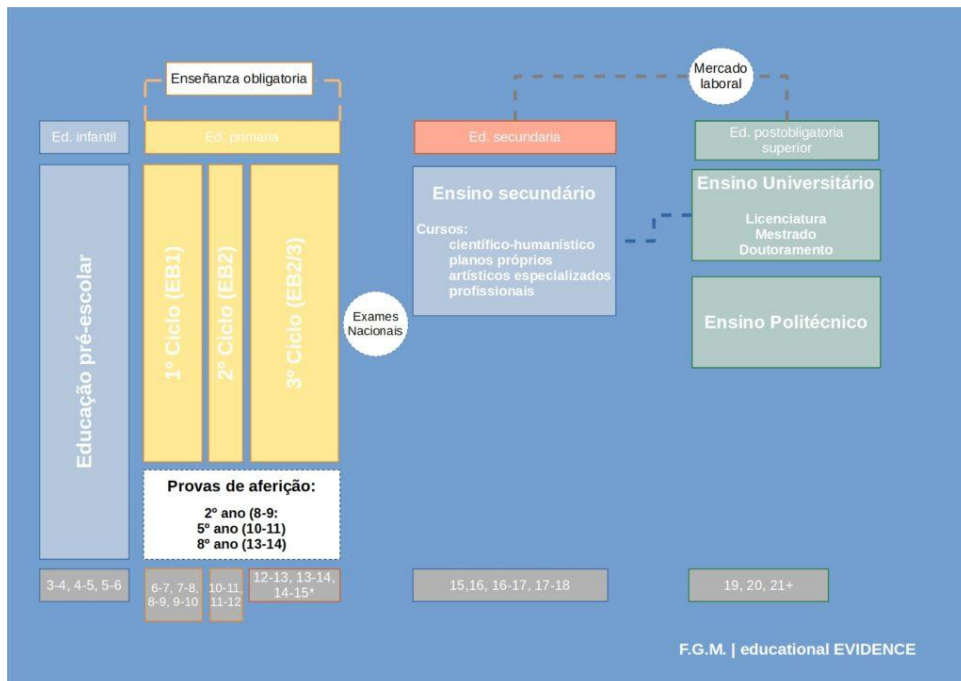 Enseñanza obligatoria
Mercado
laboral
Ed. infantil
Ed. primaria
Ed. secundaria
Ed. postobligatoria
superior
Educação pré-escolar
1º Ciclo (EB1)
2º Ciclo (EB2)
3º Ciclo (EB2/3)
Exames
Nacionais
Ensino secundário
Cursos:
científico-humanístico
planos próprios
artísticos especializados
profissionais
Ensino Universitário
Licenciatura
Mestrado
Doutoramento
Ensino Politécnico
Provas de aferição:
2º ano (8-9:
5º ano (10-11)
8º ano (13-14)
3-4, 4-5, 5-6
6-7, 7-8,
8-9, 9-10
10-11,
11-12
12-13, 13-14,
14-15*
15,16, 16-17, 17-18
19, 20, 21+
F.G.M. | educational EVIDENCE